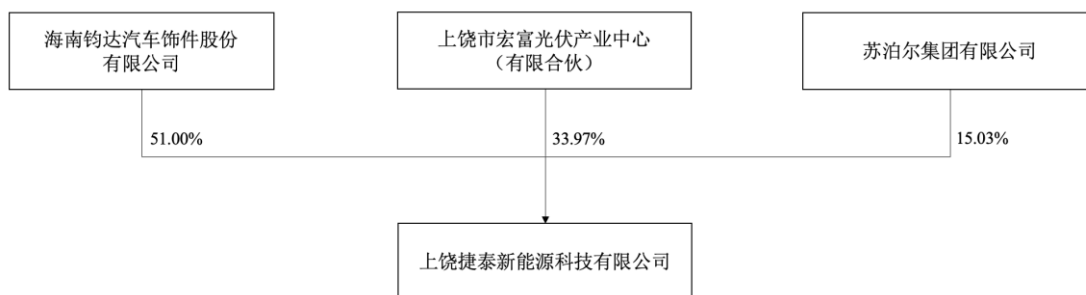 海南钧达汽车饰件股份
有限公司
上饶市宏富光伏产业中心
（有限合伙）
苏泊尔集团有限公司
51.00%
33.97%
15.03%
上饶捷泰新能源科技有限公司